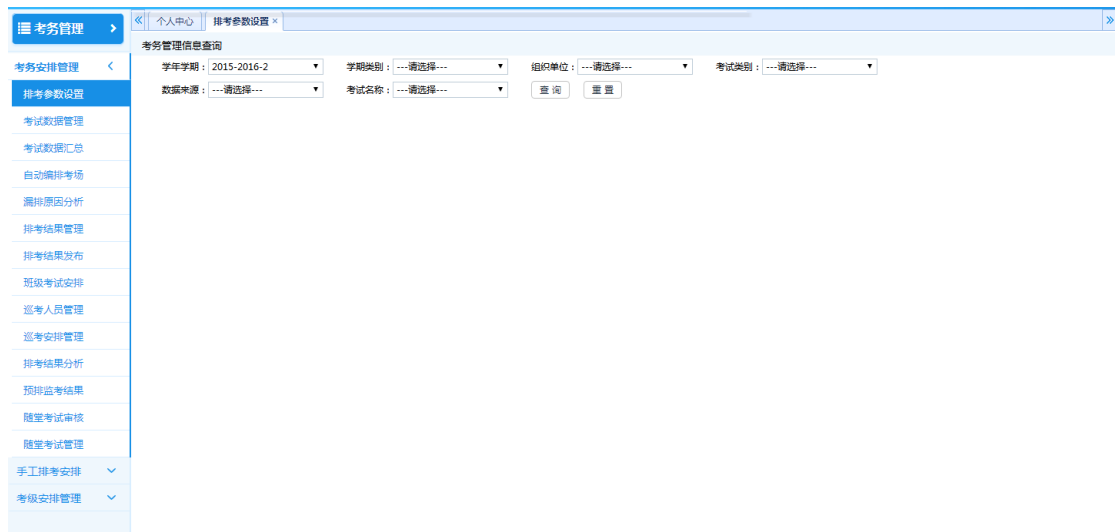 考务管理
个人中心 排考参数设置 ×
考务管理信息查询
学年学期： 2015-2016-2 学期类别： ---请选择--- 组织单位： ---请选择--- 考试类别： ---请选择---
数据来源： ---请选择--- 考试名称： ---请选择--- 查 询 重 置
考务安排管理
排考参数设置
考试数据管理
考试数据汇总
自动编排考场
漏排原因分析
排考结果管理
排考结果发布
班级考试安排
巡考人员管理
巡考安排管理
排考结果分析
预排监考结果
随堂考试审核
随堂考试管理
手工排考安排
考级安排管理